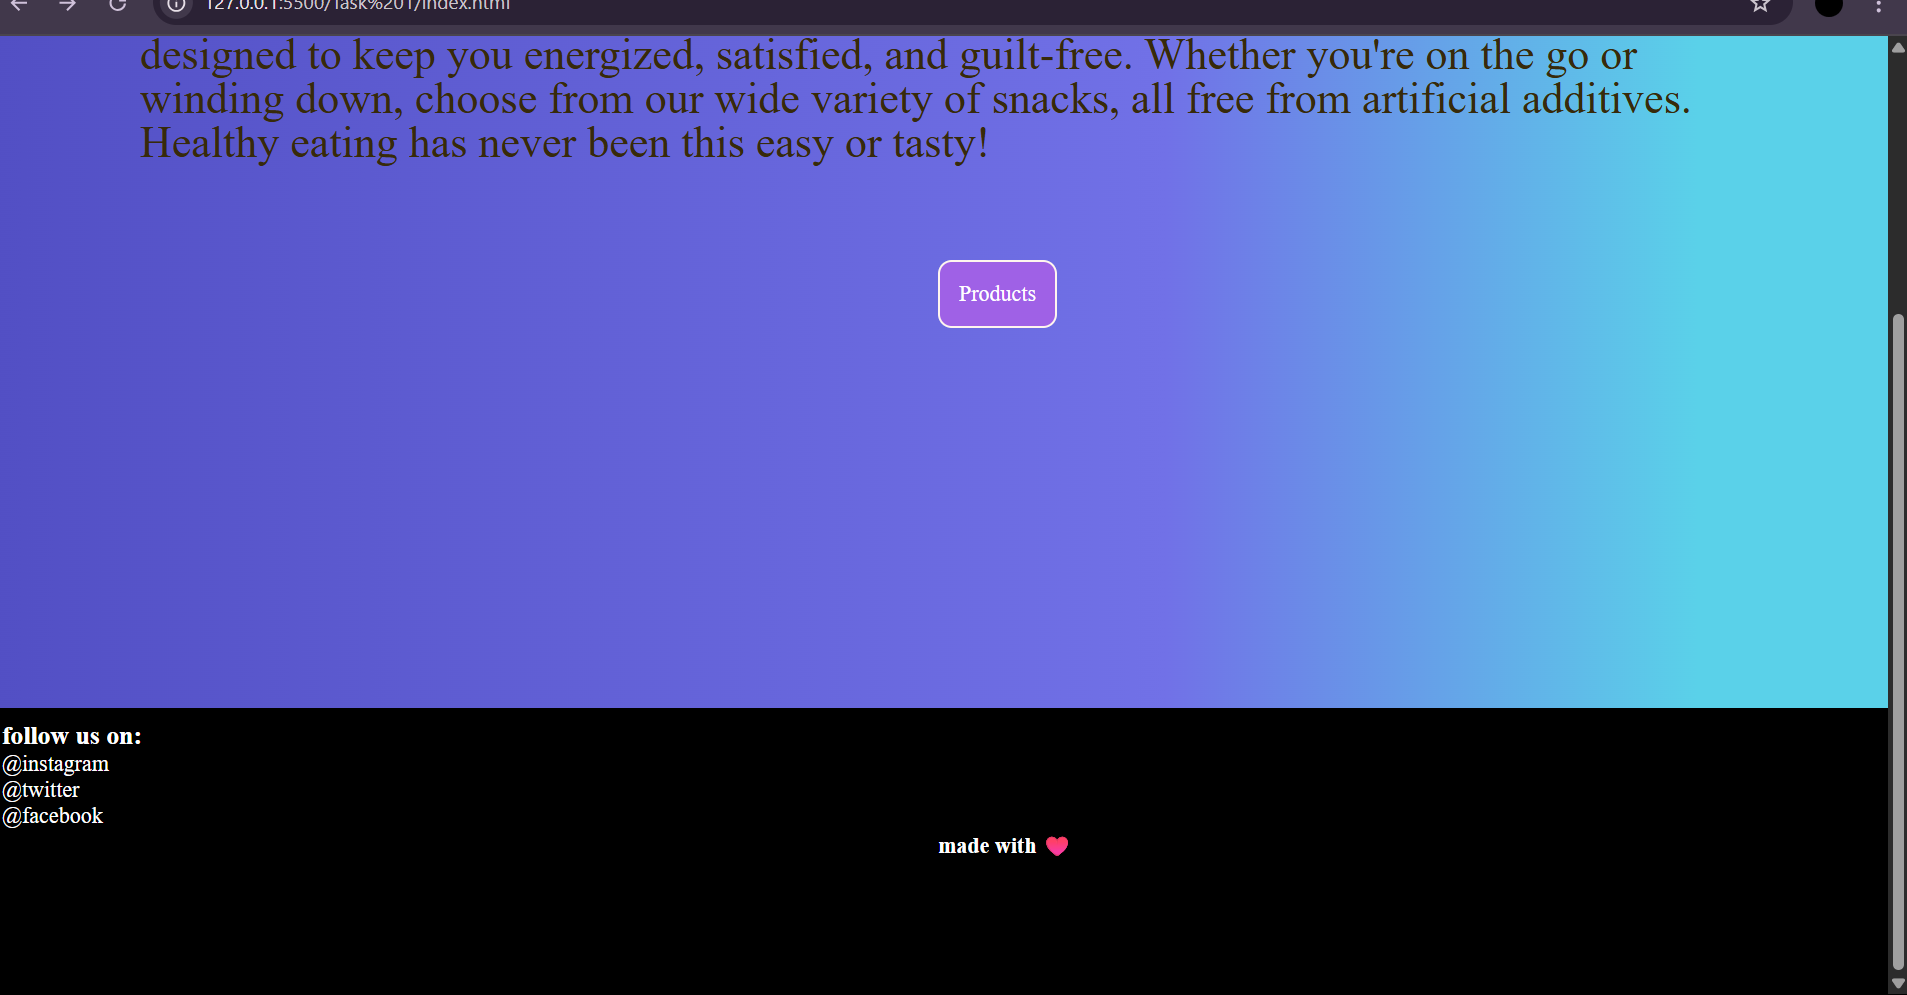 127.0.0.1:5500/Task%201/index.html
designed to keep you energized, satisfied, and guilt-free. Whether you're on the go or
winding down, choose from our wide variety of snacks, all free from artificial additives.
Healthy eating has never been this easy or tasty!
Products
follow us on:
@instagram
@twitter
@facebook
made with